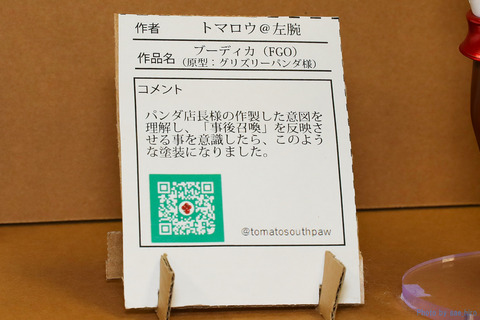 作者 トマロウ@左腕
作品名 ブーディカ（FGO）
（原型：グリズリーパンダ様）
コメント
パンダ店長様の作製した意図を
理解し、「事後召喚」を反映さ
せる事を意識したら、このよう
な塗装になりました。
@tomatosouthpaw